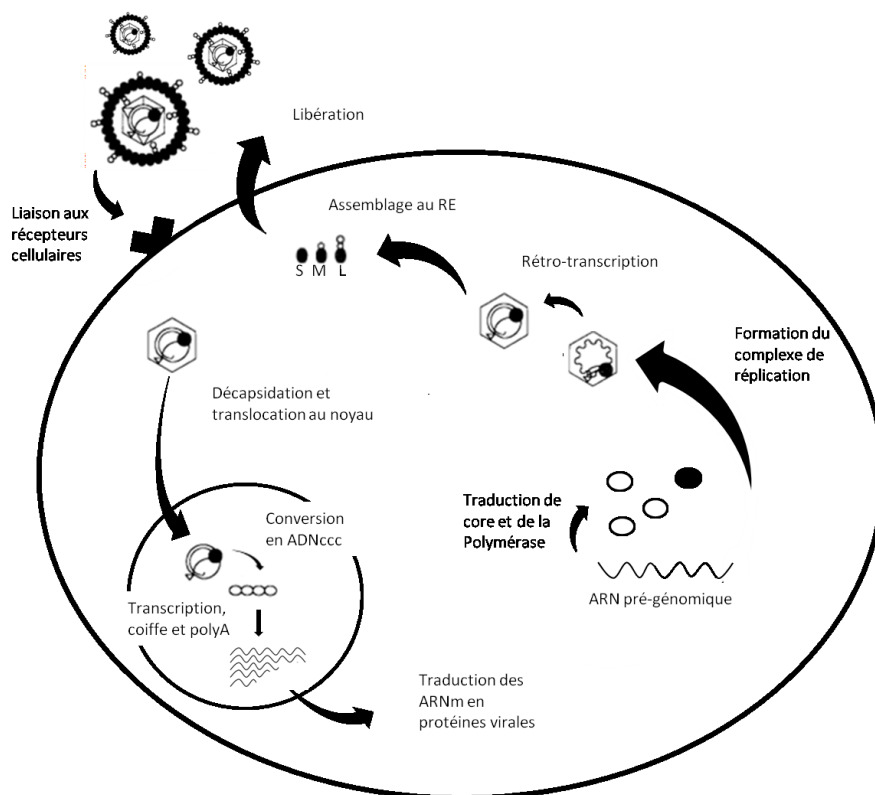 Libération
Liaison aux
récepteurs
cellulaires
Assemblage au RE
S M L
Rétro-transcription
Formation du
complexe de
réplication
Décapsidation et
translocation au noyau
Traduction de
core et de la
Polymérase
ARN pré-génomique
Conversion
en ADNccc
Transcription,
coiffe et polyA
Traduction des
ARNm en
protéines virales